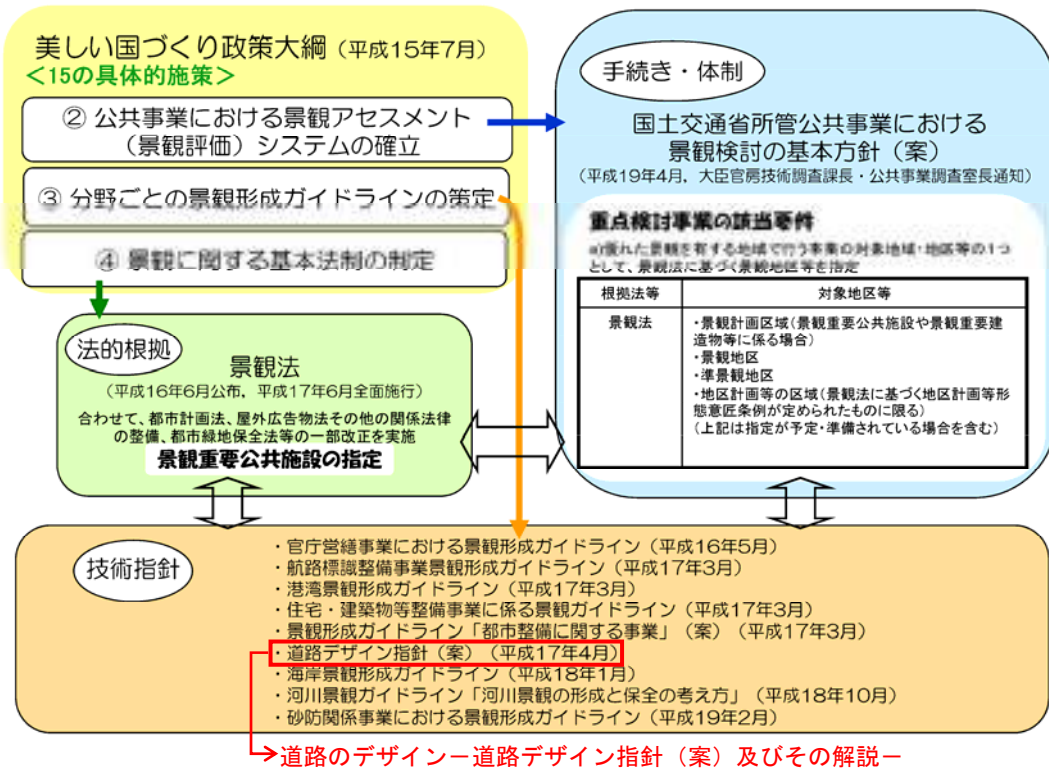 美しい国づくり政策大綱（平成15年7月）
＜15の具体的施策＞
② 公共事業における景観アセスメント
（景観評価）システムの確立
③ 分野ごとの景観形成ガイドラインの策定
④ 景観に関する基本法制の制定
手続き・体制
国土交通省所管公共事業における
景観検討の基本方針（案）
（平成19年4月，大臣官房技術調査課長・公共事業調査室長通知）
重点検討事業の該当要件
a)優れた景観を有する地域で行う事業の対象地域・地区等の1つ
として、景観法に基づく景観地区等を指定
根拠法等
対象地区等
景観法
・景観計画区域（景観重要公共施設や景観重要建
造物等に係る場合）
・景観地区
・準景観地区
・地区計画等の区域（景観法に基づく地区計画等形
態意匠条例が定められたものに限る）
（上記は指定が予定・準備されている場合を含む）
法的根拠
景観法
（平成16年6月公布，平成17年6月全面施行）
合わせて、都市計画法、屋外広告物法その他の関係法律
の整備、都市緑地保全法等の一部改正を実施
景観重要公共施設の指定
技術指針
・官庁営繕事業における景観形成ガイドライン（平成16年5月）
・航路標識整備事業景観形成ガイドライン（平成17年3月）
・港湾景観形成ガイドライン（平成17年3月）
・住宅・建築物等整備事業に係る景観ガイドライン（平成17年3月）
・景観形成ガイドライン「都市整備に関する事業」（案）（平成17年3月）
・道路デザイン指針（案）（平成17年4月）
・海岸景観形成ガイドライン（平成18年1月）
・河川景観ガイドライン「河川景観の形成と保全の考え方」（平成18年10月）
・砂防関係事業における景観形成ガイドライン（平成19年2月）
道路のデザイン－道路デザイン指針（案）及びその解説－